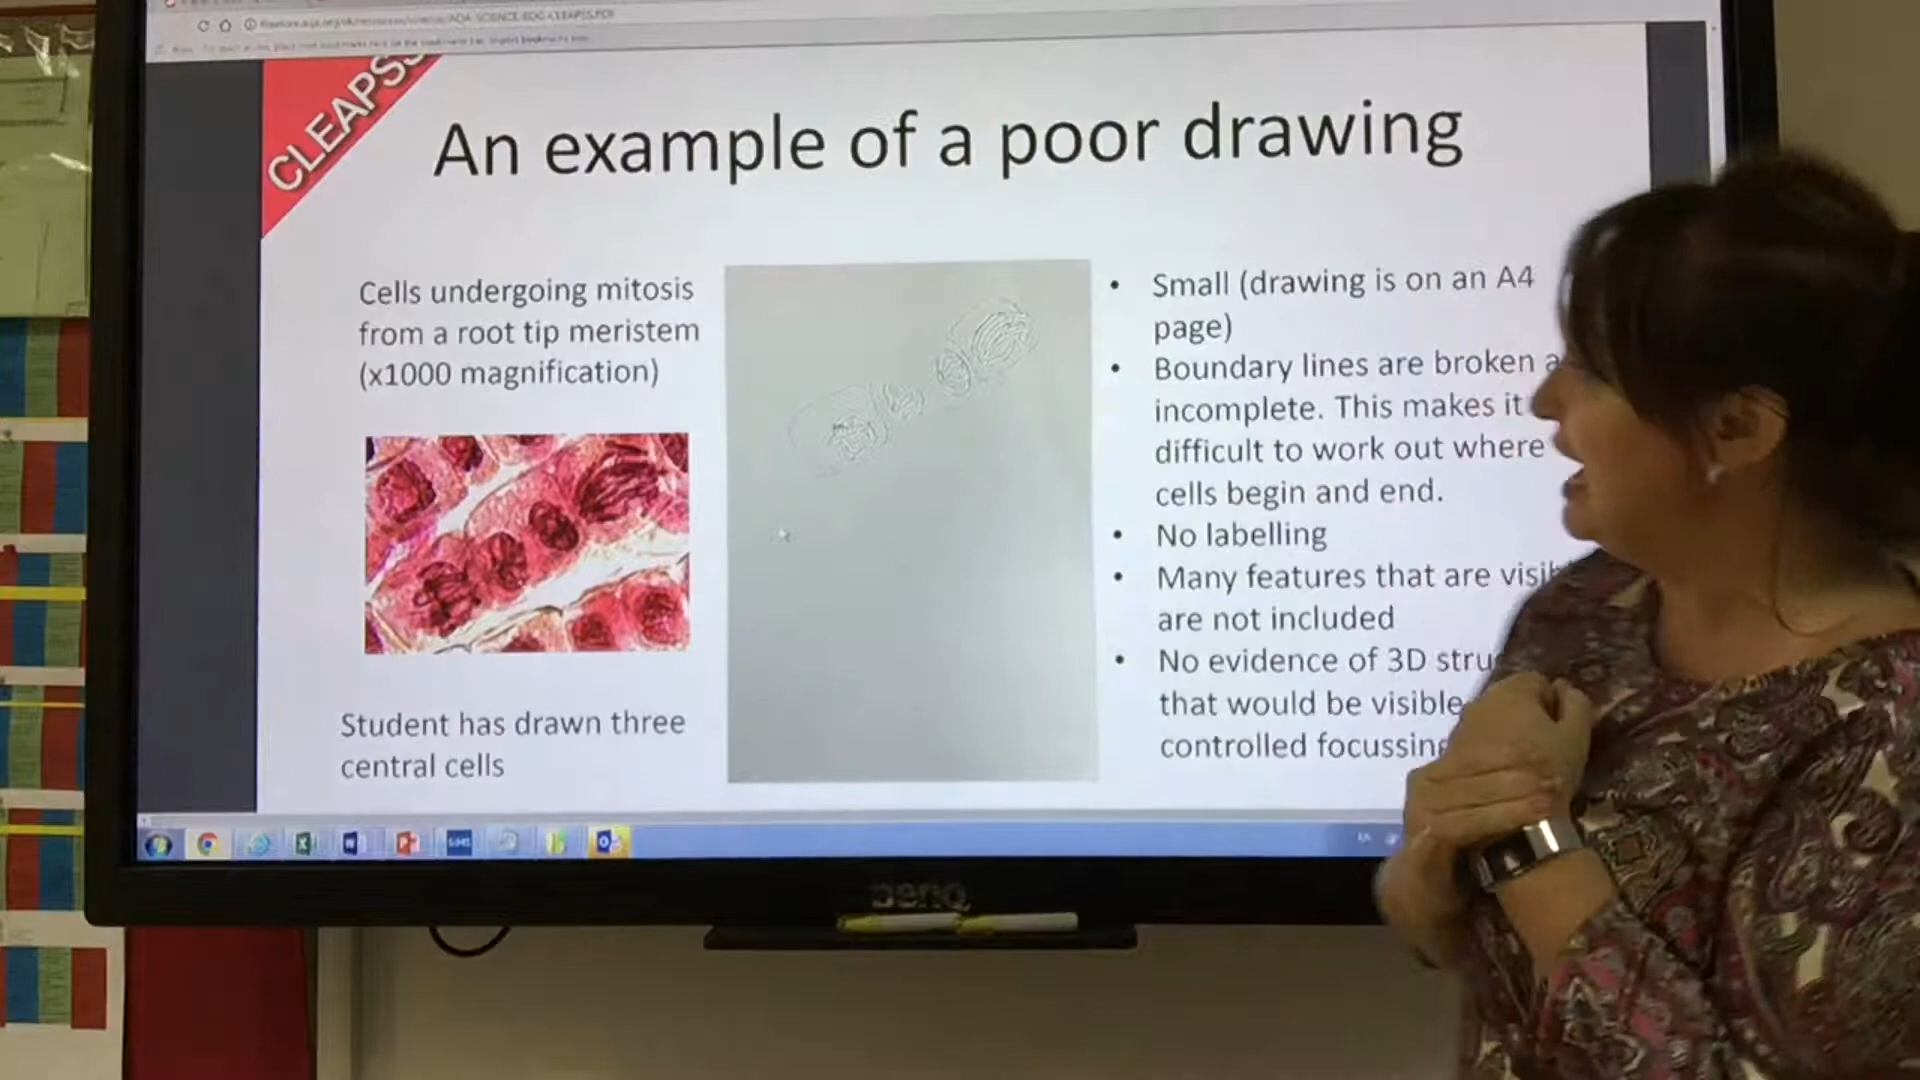 CLEAPSS
An example of a poor drawing
Cells undergoing mitosis
from a root tip meristem
(x1000 magnification)
Student has drawn three
central cells
• Small (drawing is on an A4
page)
• Boundary lines are broken a
incomplete. This makes it
difficult to work out where
cells begin and end.
• No labelling
• Many features that are visib
are not included
• No evidence of 3D stru
that would be visible
controlled focussing
BenQ